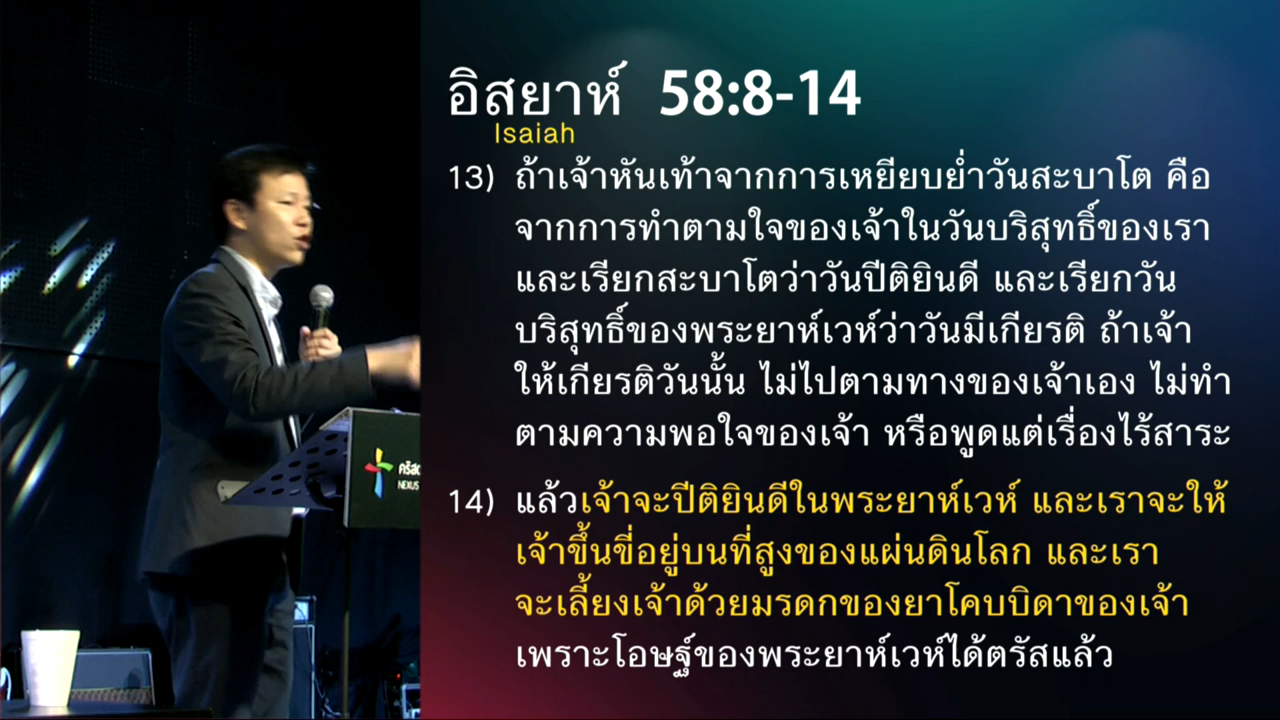 อิสยาห์ 58:8-14
Isaiah
13) ถ้าเจ้าหันเท้าจากการเหยียบย่ำวันสะบาโต คือ
จากการทำตามใจของเจ้าในวันบริสุทธิ์ของเรา
และเรียกสะบาโตว่าวันปีติยินดี และเรียกวัน
บริสุทธิ์ของพระยาห์เวห์ว่าวันมีเกียรติ ถ้าเจ้า
ให้เกียรติวันนั้น ไม่ไปตามทางของเจ้าเอง ไม่ทำ
ตามความพอใจของเจ้า หรือพูดแต่เรื่องไร้สาระ
14) แล้วเจ้าจะปีติยินดีในพระยาห์เวห์ และเราจะให้
เจ้าขึ้นขี่อยู่บนที่สูงของแผ่นดินโลก และเรา
จะเลี้ยงเจ้าด้วยมรดกของยาโคบบิดาของเจ้า
เพราะโอษฐ์ของพระยาห์เวห์ได้ตรัสแล้ว
NEXUS